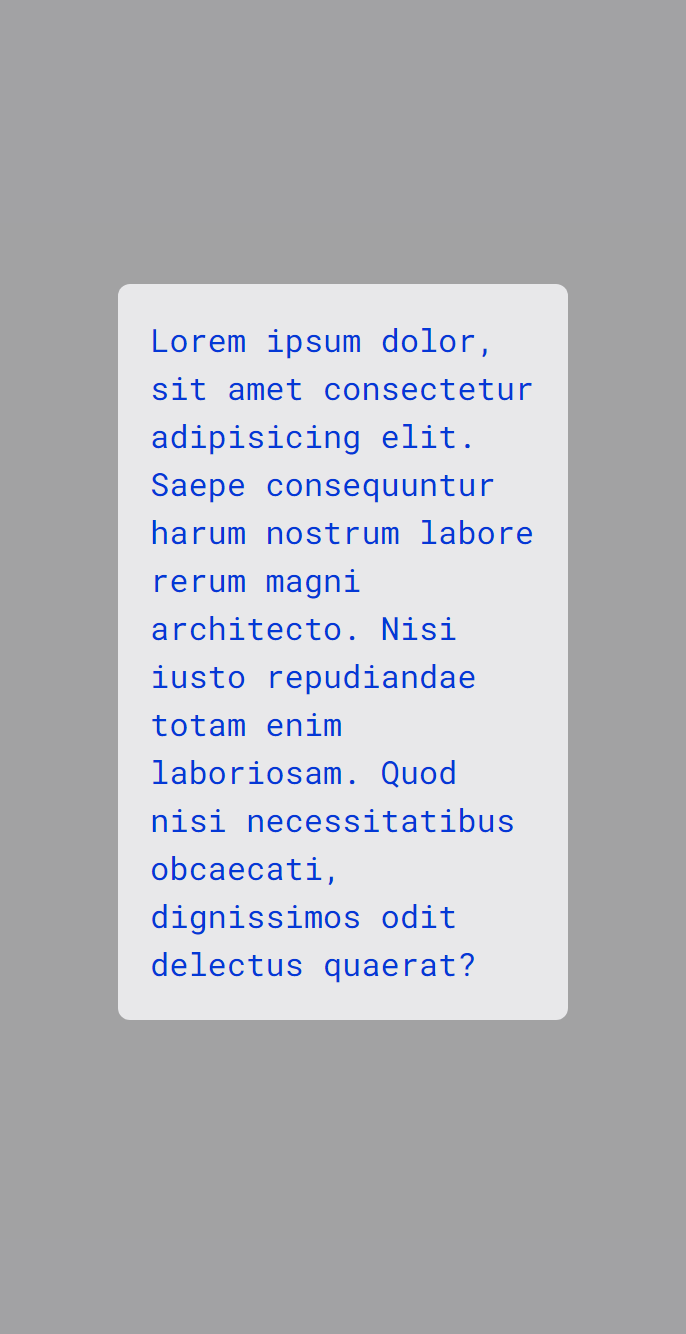 Lorem ipsum dolor,
sit amet consectetur
adipisicing elit.
Saepe consequuntur
harum nostrum labore
rerum magni
architecto. Nisi
iusto repudiandae
totam enim
laboriosam. Quod
nisi necessitatibus
obcaecati,
dignissimos odit
delectus quaerat?